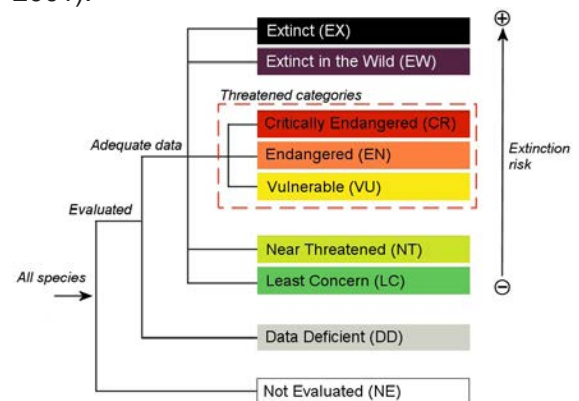 Extinct (EX)
Extinct in the Wild (EW)
Threatened categories
Critically Endangered (CR)
Adequate data
Endangered (EN)
Extinction
risk
Vulnerable (VU)
Evaluated
Near Threatened (NT)
All species
Least Concern (LC)
Data Deficient (DD)
Not Evaluated (NE)